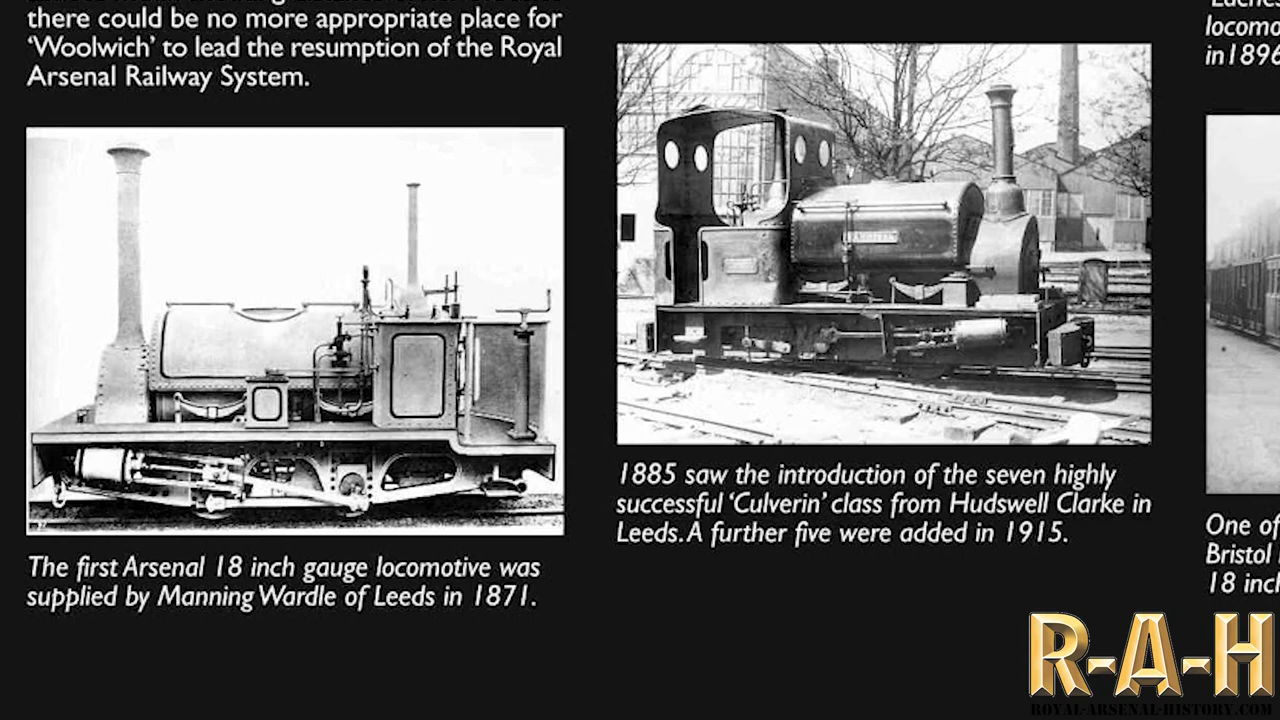 there could be no more appropriate place for
‘Woolwich’ to lead the resumption of the Royal
Arsenal Railway System.
The first Arsenal 18 inch gauge locomotive was
supplied by Manning Wardle of Leeds in 1871.
1885 saw the introduction of the seven highly
successful ‘Culverin’ class from Hudswell Clarke in
Leeds. A further five were added in 1915.
in 1896
One of
Bristol
18 inch
R-A-H
ROYAL-ARSENAL-HISTORY.COM